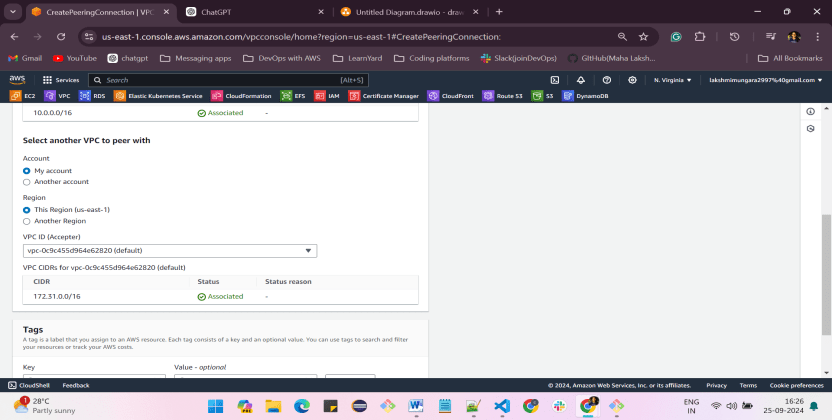 CreatePeeringConnection | VPC
ChatGPT
Untitled Diagram.drawio - draw
us-east-1.console.aws.amazon.com/vpcconsole/home?region=us-east-1#CreatePeeringConnection:
Gmail YouTube chatgpt Messaging apps DevOps with AWS LearnYard Coding platforms Slack(joinDevOps) GitHub(Maha Laksh... All Bookmarks
aws Services Search [Alt+S] N. Virginia lakshmimungara2997%40gmail.com
EC2 VPC RDS Elastic Kubernetes Service CloudFormation EFS IAM Certificate Manager CloudFront Route 53 S3 DynamoDB
10.0.0.0/16 Associated -
Select another VPC to peer with
Account
My account
Another account
Region
This Region (us-east-1)
Another Region
VPC ID (Accepter)
vpc-0c9c455d964e62820 (default)
VPC CIDRs for vpc-0c9c455d964e62820 (default)
CIDR Status Status reason
172.31.0.0/16 Associated -
Tags
A tag is a label that you assign to an AWS resource. Each tag consists of a key and an optional value. You can use tags to search and filter
your resources or track your AWS costs.
Key Value - optional
CloudShell Feedback © 2024, Amazon Web Services, Inc. or its affiliates. Privacy Terms Cookie preferences
28°C
Partly sunny
ENG
IN
16:26
25-09-2024